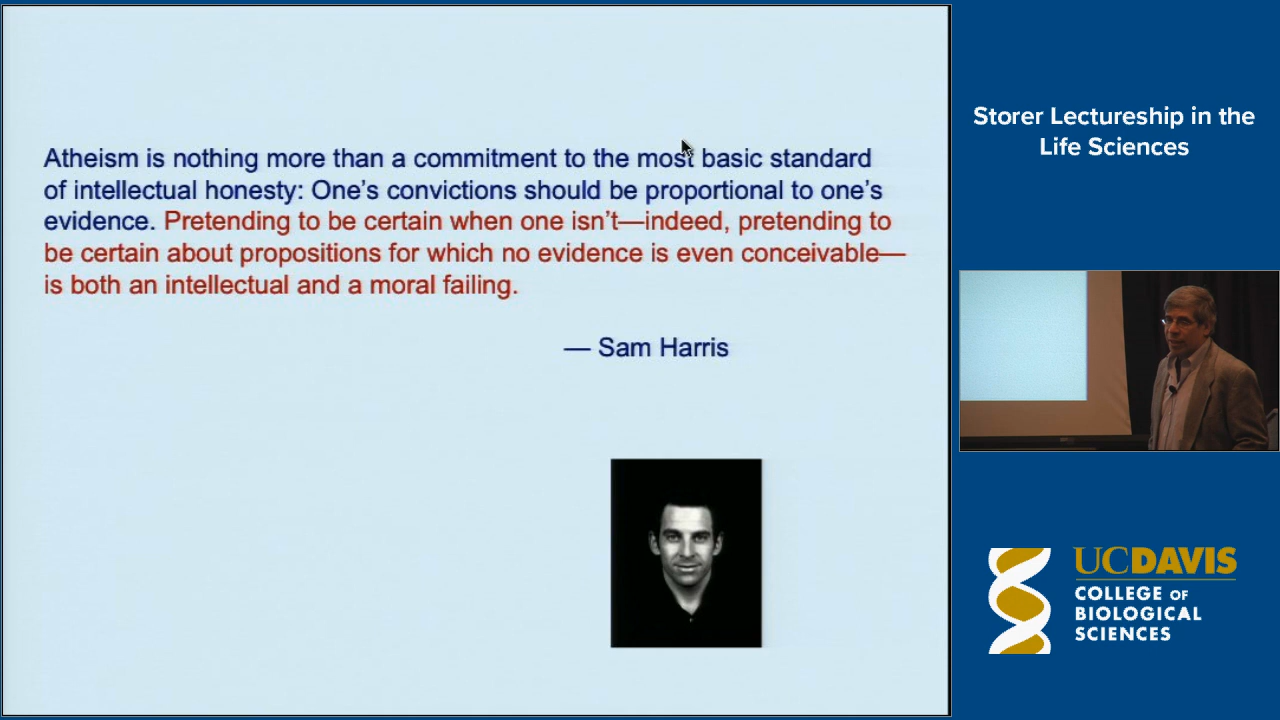 Atheism is nothing more than a commitment to the most basic standard
of intellectual honesty: One’s convictions should be proportional to one’s
evidence. Pretending to be certain when one isn’t—indeed, pretending to
be certain about propositions for which no evidence is even conceivable—
is both an intellectual and a moral failing.
— Sam Harris
Storer Lectureship in the
Life Sciences
UCDAVIS
COLLEGE OF
BIOLOGICAL
SCIENCES